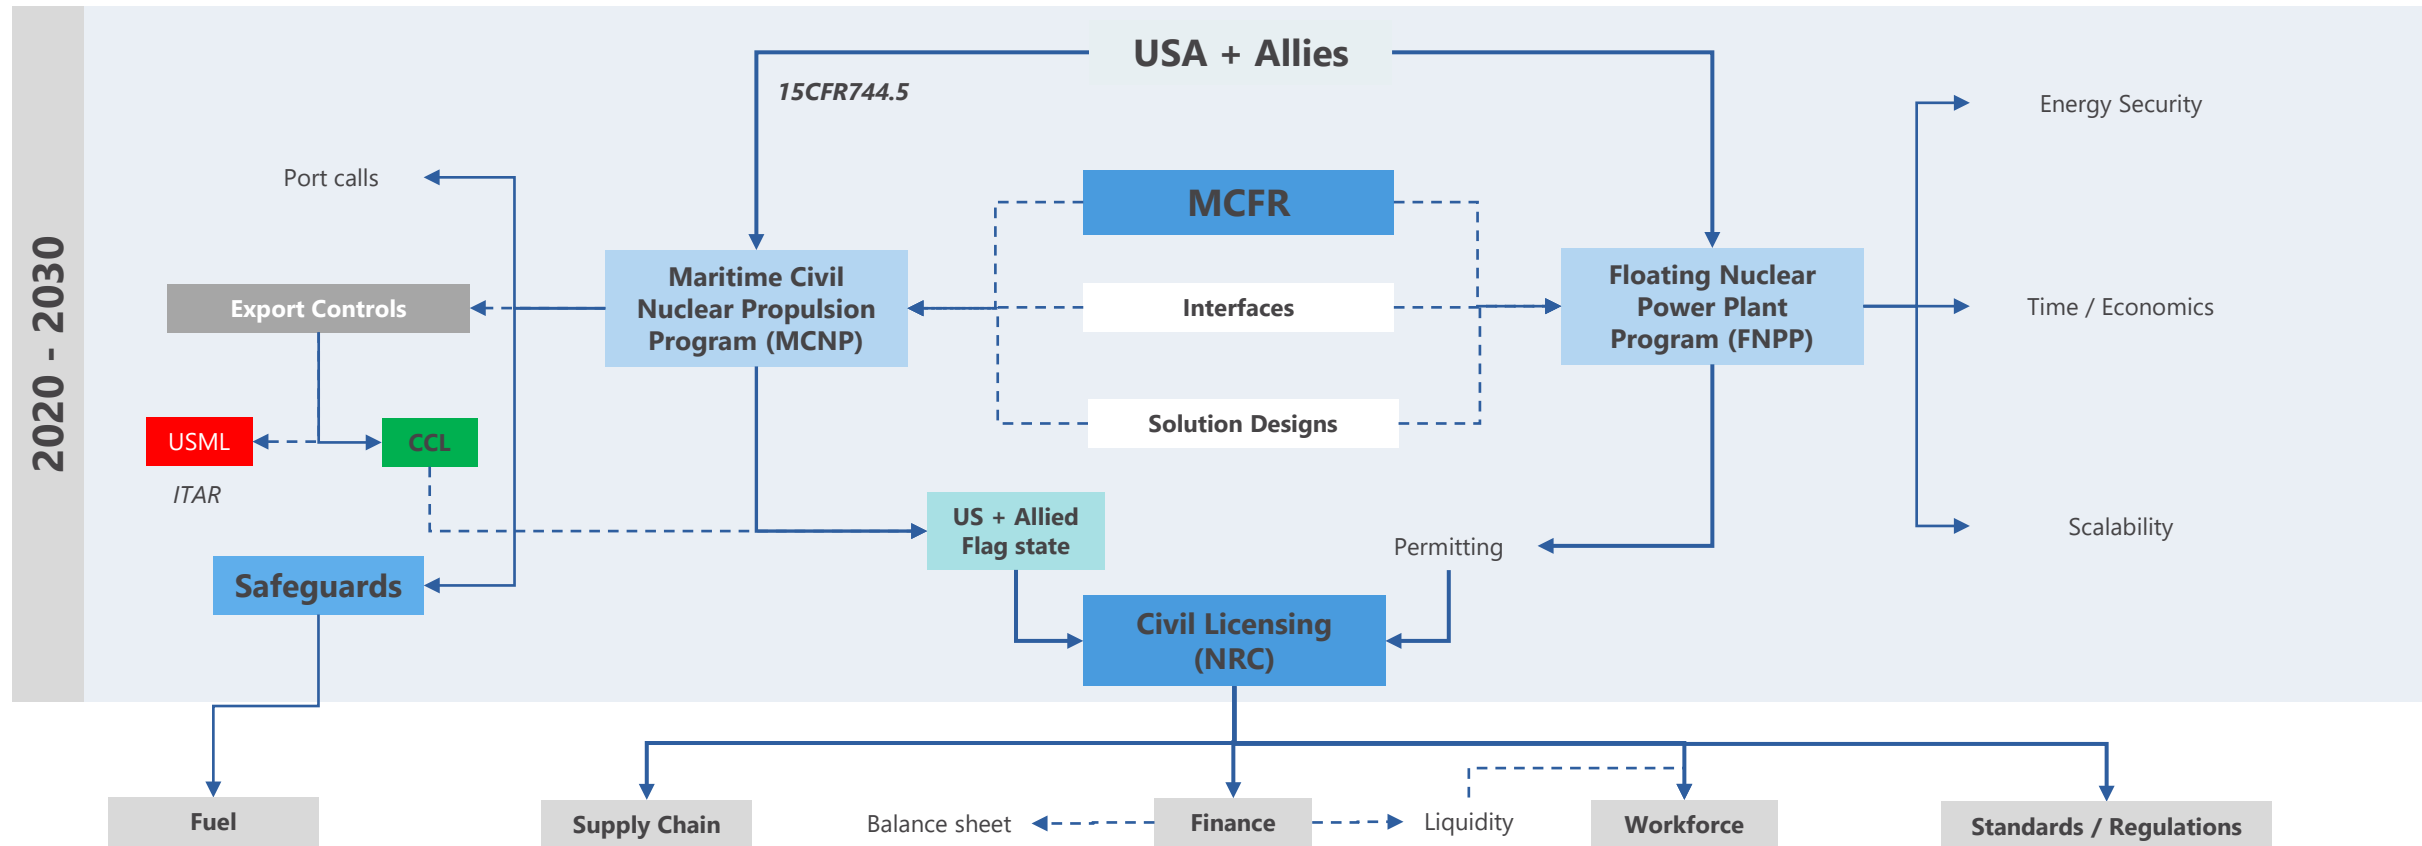 USA + Allies
15CFR744.5
Energy Security
Port calls
MCFR
2020 - 2030
Maritime Civil
Nuclear Propulsion
Program (MCNP)
Floating Nuclear
Power Plant
Program (FNPP)
Export Controls
Interfaces
Time / Economics
Solution Designs
USML
CCL
ITAR
US + Allied
Flag state
Permitting
Scalability
Safeguards
Civil Licensing
(NRC)
Fuel
Supply Chain
Balance sheet
Finance
Liquidity
Workforce
Standards / Regulations